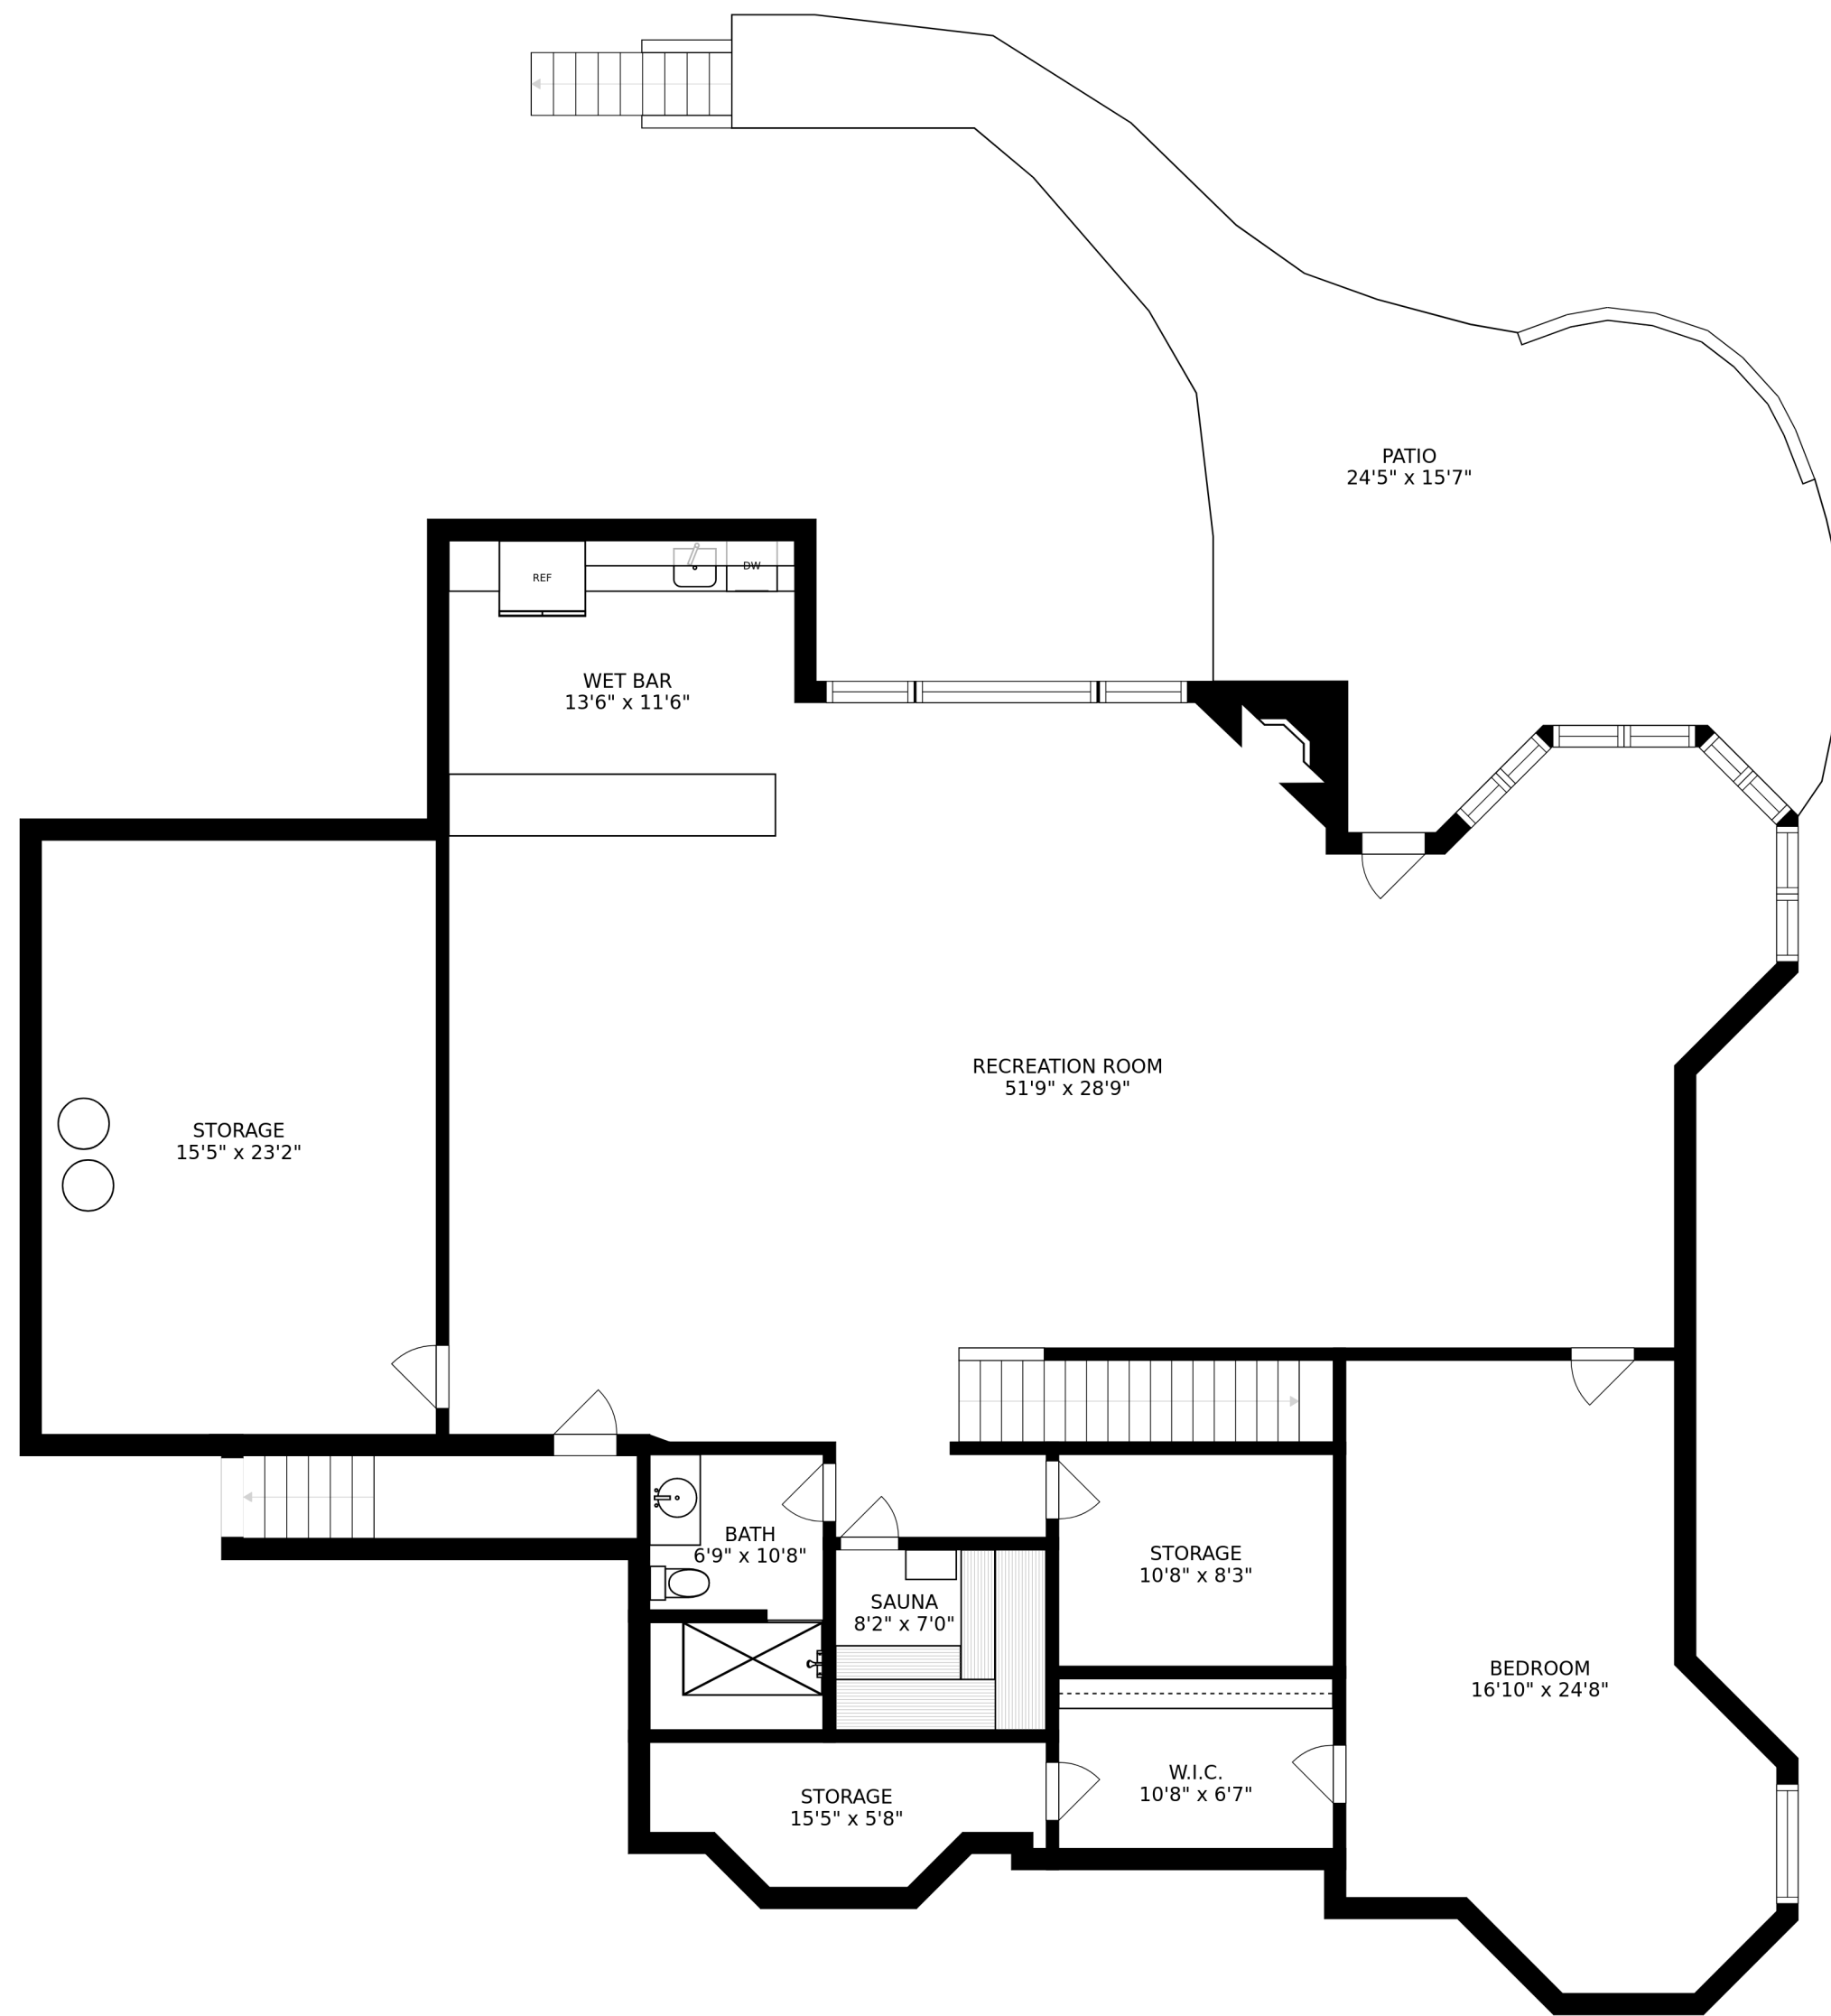 PATIO
24'5" x 15'7"
REF
DW
WET BAR
13'6" x 11'6"
RECREATION ROOM
51'9" x 28'9"
STORAGE
15'5" x 23'2"
BATH
6'9" x 10'8"
STORAGE
10'8" x 8'3"
SAUNA
8'2" x 7'0"
BEDROOM
16'10" x 24'8"
W.I.C.
10'8" x 6'7"
STORAGE
15'5" x 5'8"